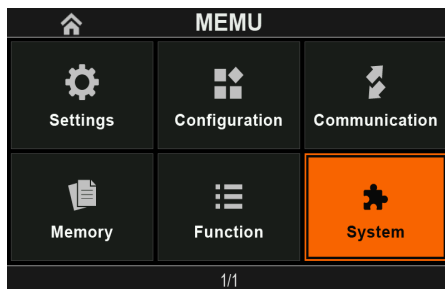 MEMU
Settings
Configuration
Communication
Memory
Function
System
1/1